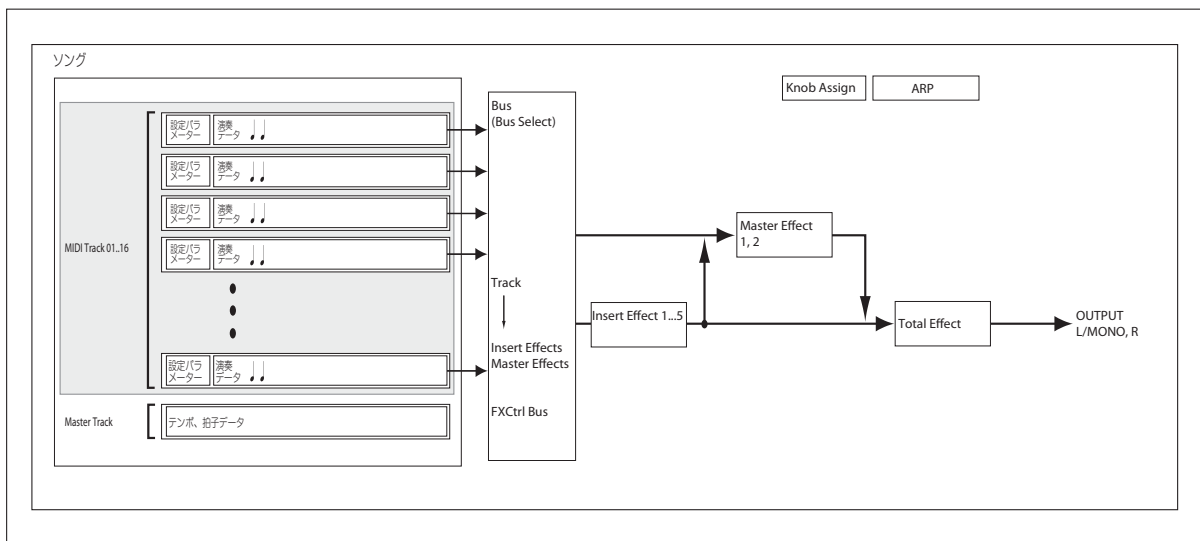 ソング
Knob Assign
ARP
MIDI Track 01..16
設定パラ
メーター
演奏
データ
設定パラ
メーター
演奏
データ
設定パラ
メーター
演奏
データ
設定パラ
メーター
演奏
データ
設定パラ
メーター
演奏
データ
Master Track
テンポ、拍子データ
Bus
(Bus Select)
Track
Insert Effects
Master Effects
FXCtrl Bus
Insert Effect 1...5
Master Effect
1, 2
Total Effect
OUTPUT
L/MONO, R